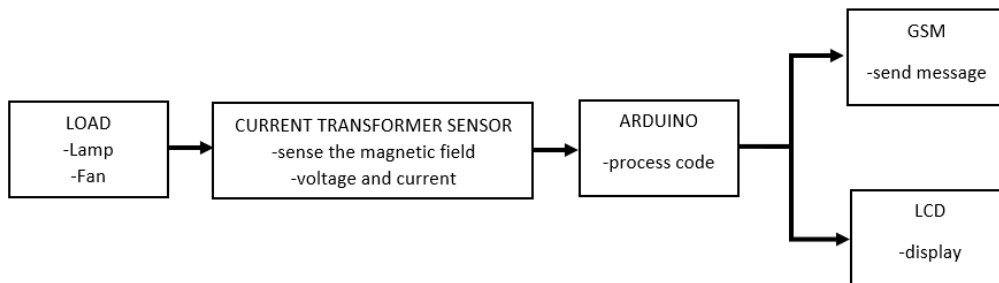 LOAD
-Lamp
-Fan
CURRENT TRANSFORMER SENSOR
-sense the magnetic field
-voltage and current
ARDUINO
-process code
GSM
-send message
LCD
-display